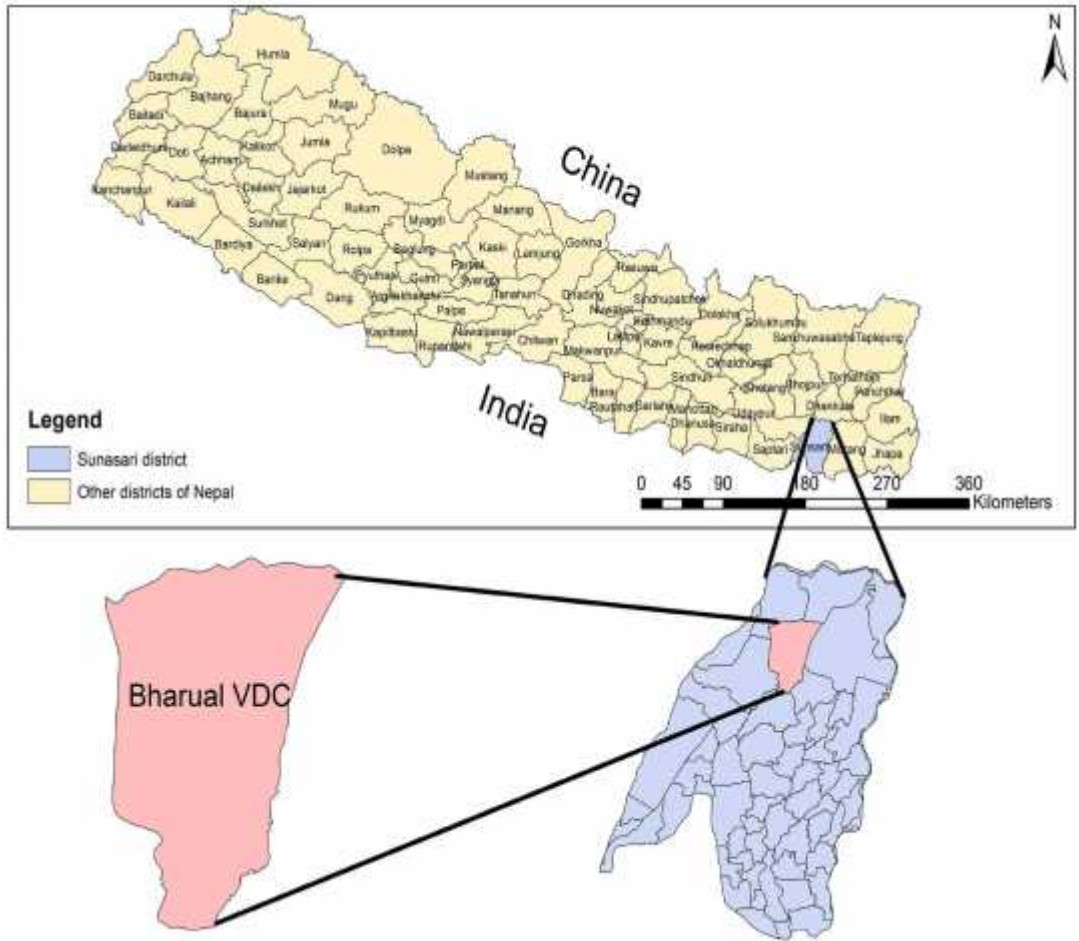 N
Humla
Darchula
Bajhang
Mugu
Bajura
Baitadi
Jumla
Dolpa
Kalikot
Doti
Achham
Mustang
China
Dailekh
Jajarkot
Kailali
Rukum
Manang
Myagdi
Surkhet
Gorkha
Bardiya
Salyan
Rolpa
Baglung
Kaski
Lamjung
Parbat
Rasuwa
Banke
Pyuthan
Gulmi
Syangja
Dang
Tanahun
Dhading
Sindhupalchok
Palpa
Nuwakot
Dolakha
Solukhumbu
Kapilbastu
Nawalparasi
Chitwan
Kathmandu
Sankhuwasabha
Taplejung
Rupandehi
Makwanpur
Lalitpur
Kavre
Ramechhap
Okhaldhunga
Parsa
Sindhuli
Khotang
Bhojpur
Terhathum
Panchthar
Bara
India
Rautahat
Sarlahi
Mahottari
Udaypur
Dhankuta
Ilam
Dhanusa
Siraha
Saptari
Sunsari
Morang
Jhapa
Legend
Sunasari district
Other districts of Nepal
0 45 90 180 270 360
Kilometers
Bharual VDC